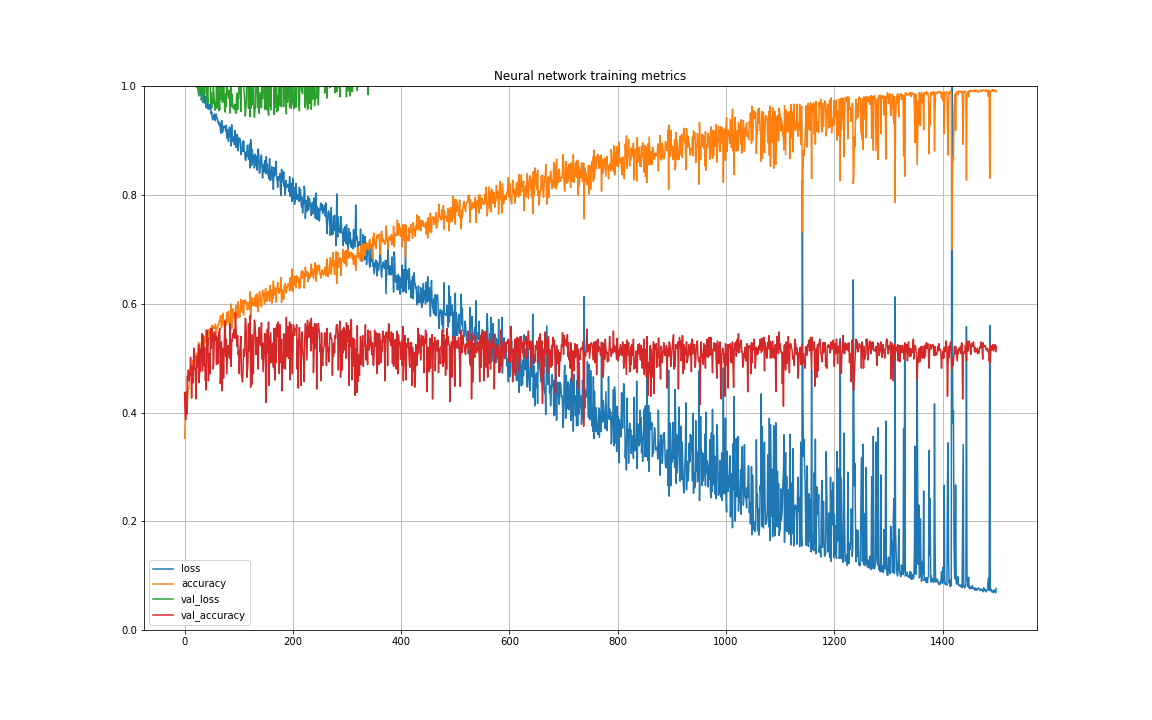 Neural network training metrics
1.0
0.8
0.6
0.4
0.2
0.0
loss
accuracy
val_loss
val_accuracy
0 200 400 600 800 1000 1200 1400